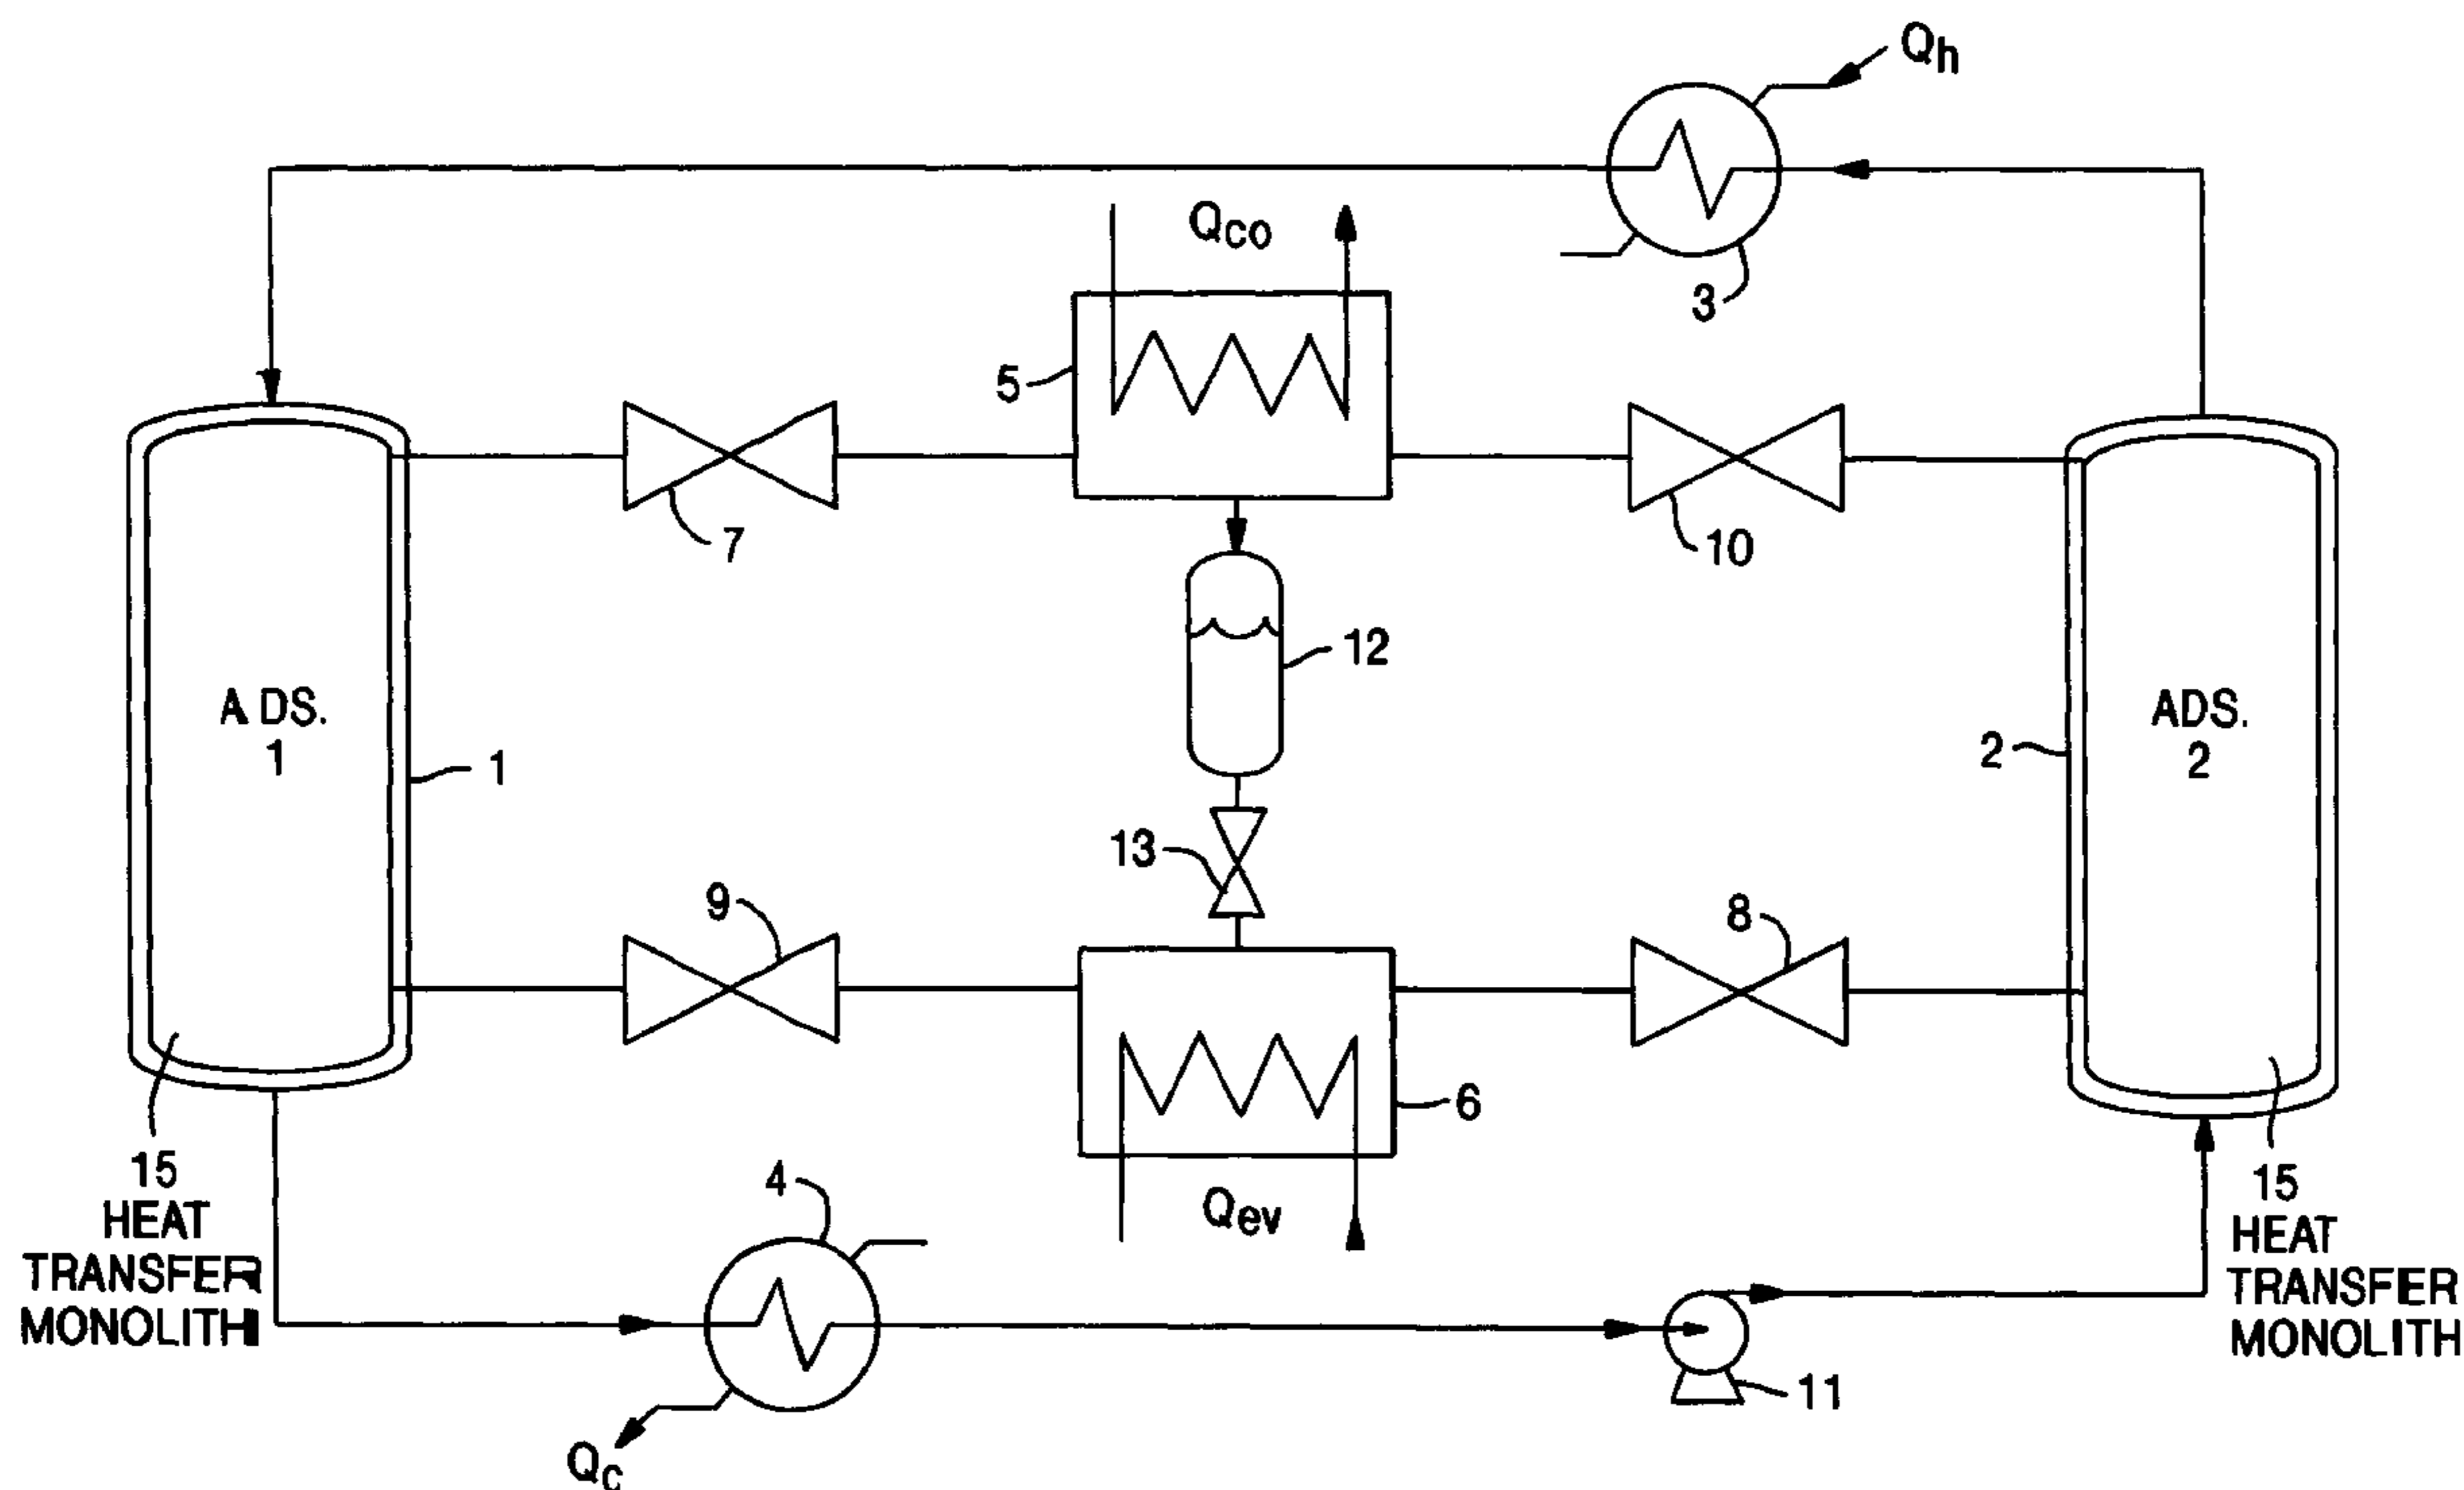 Qh
3
Qco
5
7
10
12
A DS.
1
1
2
ADS.
2
13
9
8
6
15
HEAT
TRANSFER
MONOLITH
4
Qev
15
HEAT
TRANSFER
MONOLITH
11
Qc